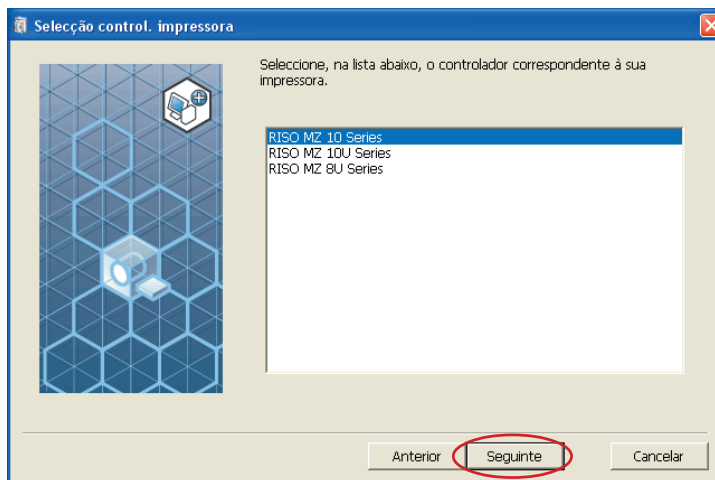 Selecção control. impressora
Seleccione, na lista abaixo, o controlador correspondente à sua
impressora.
RISO MZ 10 Series
RISO MZ 10U Series
RISO MZ 8U Series
Anterior
Seguinte
Cancelar